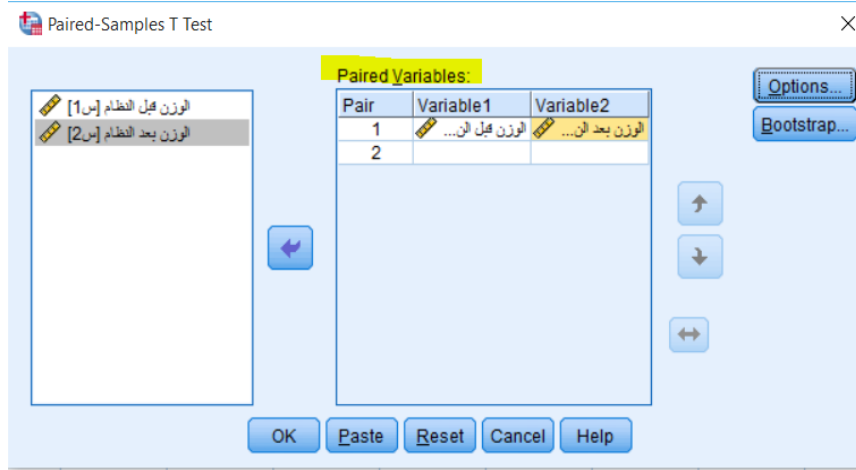 Paired-Samples T Test
Paired Variables:
الوزن قبل النظام [س1]
الوزن بعد النظام [س2]
Pair Variable1 Variable2
1 الوزن قبل الن... الوزن بعد الن...
2
Options...
Bootstrap...
OK Paste Reset Cancel Help